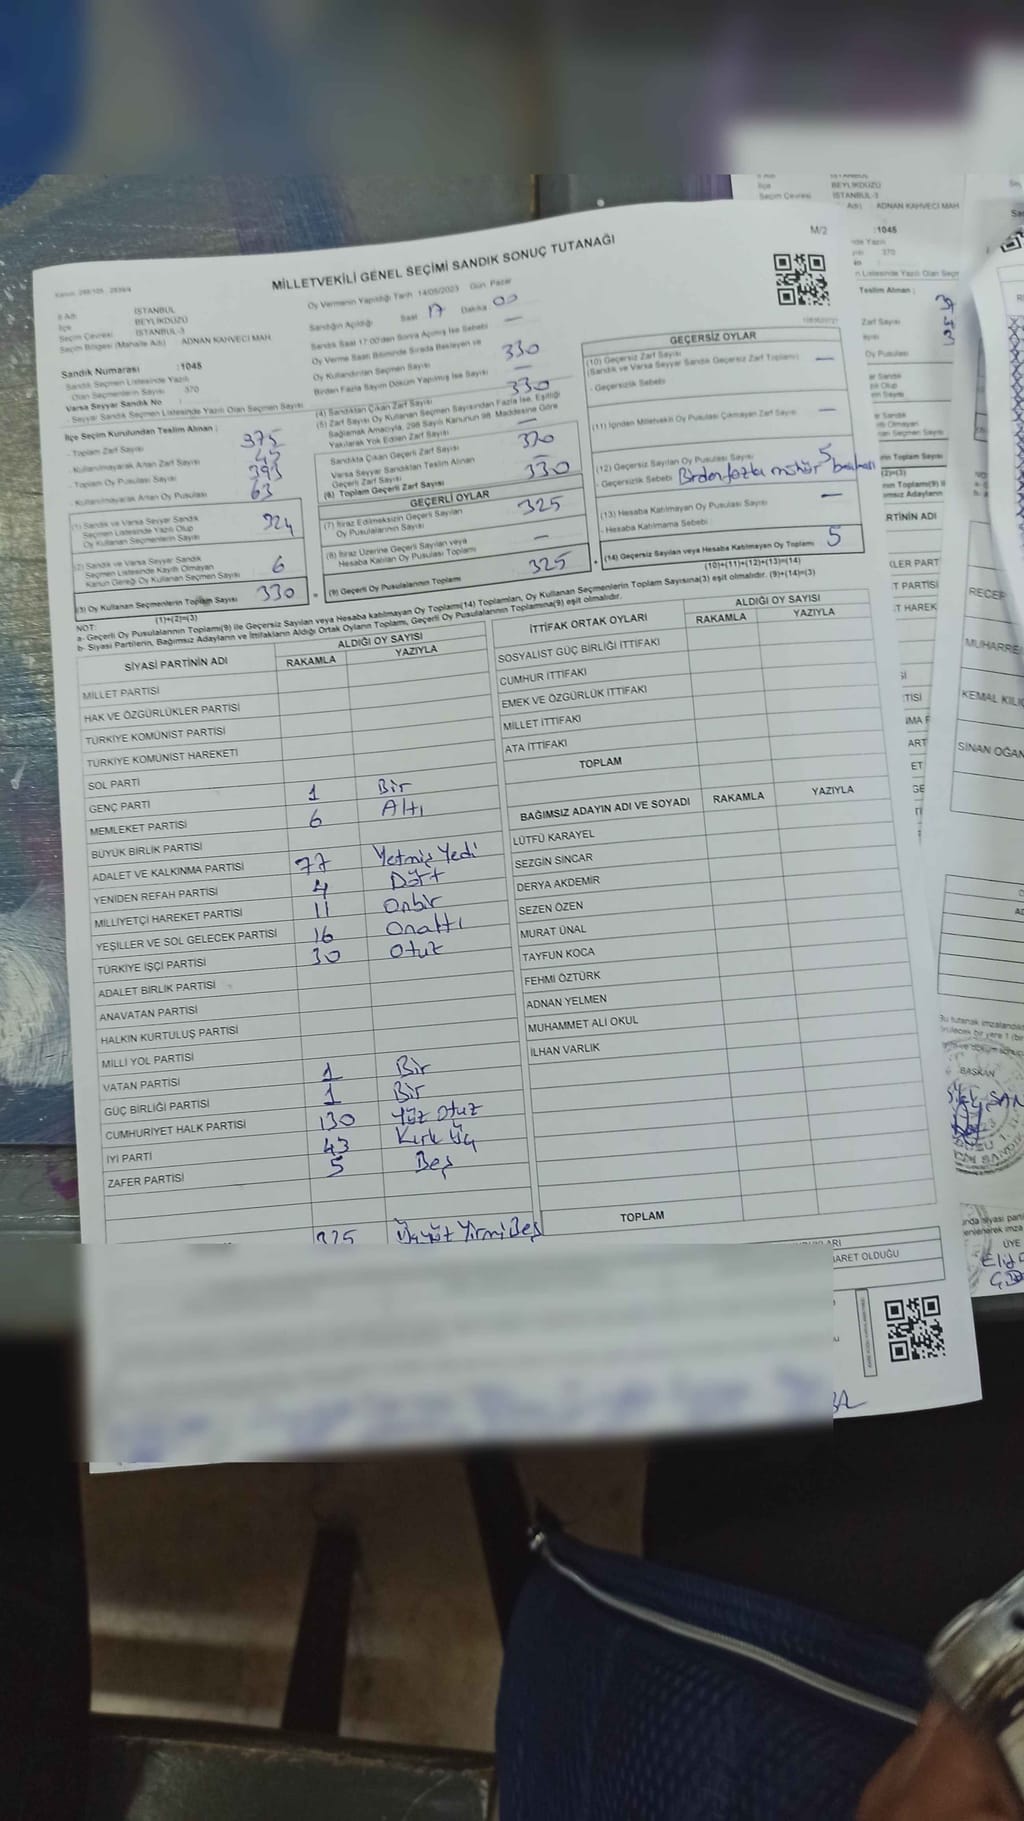 MİLLETVEKİLİ GENEL SEÇİMİ SANDIK SONUÇ TUTANAĞI
M/2
İl Adı İSTANBUL
İlçe BEYLİKDÜZÜ
Seçim Çevresi İSTANBUL-3
Seçim Bölgesi (Mahalle Adı) ADNAN KAHVECİ MAH
Sandık Numarası :1045
Sandık Seçmen Listesinde Yazılı
Olan Seçmenlerin Sayısı 370
Varsa Seyyar Sandık No
Seyyar Sandık Seçmen Listesinde Yazılı Olan Seçmen Sayısı
Oy Vermenin Yapıldığı Tarih 14/05/2023 Gün Pazar
Sandığın Açıldığı Saat 17 Dakika 00
Sandık Saat 17:00'den Sonra Açılmış İse Sebebi —
Oy Verme Saati Bitiminde Sırada Bekleyen ve
Oy Kullandırılan Seçmen Sayısı 330
Birden Fazla Sayım Döküm Yapılmış İse Sayısı —
İlçe Seçim Kurulundan Teslim Alınan ;
- Toplam Zarf Sayısı 375
- Kullanılmayarak Artan Zarf Sayısı
- Toplam Oy Pusulası Sayısı
- Kullanılmayarak Artan Oy Pusulası 63
(1) Sandık ve Varsa Seyyar Sandık
Seçmen Listesinde Yazılı Olup
Oy Kullanan Seçmenlerin Sayısı
(2) Sandık ve Varsa Seyyar Sandık
Seçmen Listesinde Kayıtlı Olmayan
Kanun Gereği Oy Kullanan Seçmen Sayısı 6
(3) Oy Kullanan Seçmenlerin Toplam Sayısı 330
(1)+(2)=(3)
(4) Sandıktan Çıkan Zarf Sayısı 330
(5) Zarf Sayısı Oy Kullanan Seçmen Sayısından Fazla İse, Eşitliği
Sağlamak Amacıyla, 298 Sayılı Kanunun 98. Maddesine Göre
Yakılarak Yok Edilen Zarf Sayısı —
Sandıkta Çıkan Geçerli Zarf Sayısı
Varsa Seyyar Sandıktan Teslim Alınan
Geçerli Zarf Sayısı
(6) Toplam Geçerli Zarf Sayısı 330
GEÇERLİ OYLAR
(7) İtiraz Edilmeksizin Geçerli Sayılan
Oy Pusulalarının Sayısı 325
(8) İtiraz Üzerine Geçerli Sayılan veya
Hesaba Katılan Oy Pusulası Toplamı —
(9) Geçerli Oy Pusulalarının Toplamı 325
GEÇERSİZ OYLAR
(10) Geçersiz Zarf Sayısı
(Sandık ve Varsa Seyyar Sandık Geçersiz Zarf Toplamı) —
- Geçersizlik Sebebi
(11) İçinden Milletvekili Oy Pusulası Çıkmayan Zarf Sayısı —
(12) Geçersiz Sayılan Oy Pusulası Sayısı 5
- Geçersizlik Sebebi Birden fazla mühür basılması
(13) Hesaba Katılmayan Oy Pusulası Sayısı —
- Hesaba Katılmama Sebebi
(14) Geçersiz Sayılan veya Hesaba Katılmayan Oy Toplamı 5
(10)+(11)+(12)+(13)=(14)
NOT:
a- Geçerli Oy Pusulalarının Toplamı(9) ile Geçersiz Sayılan veya Hesaba katılmayan Oy Toplamı(14) Toplamları, Oy Kullanan Seçmenlerin Toplam Sayısına(3) eşit olmalıdır. (9)+(14)=(3)
b- Siyasi Partilerin, Bağımsız Adayların ve İttifakların Aldığı Ortak Oyların Toplamı, Geçerli Oy Pusulalarının Toplamına(9) eşit olmalıdır.
SİYASİ PARTİNİN ADI ALDIĞI OY SAYISI
RAKAMLA YAZIYLA
MİLLET PARTİSİ
HAK VE ÖZGÜRLÜKLER PARTİSİ
TÜRKİYE KOMÜNİST PARTİSİ
TÜRKİYE KOMÜNİST HAREKETİ
SOL PARTİ
GENÇ PARTİ 1 Bir
MEMLEKET PARTİSİ 6 Altı
BÜYÜK BİRLİK PARTİSİ
ADALET VE KALKINMA PARTİSİ 77 Yetmiş Yedi
YENİDEN REFAH PARTİSİ 4 Dört
MİLLİYETÇİ HAREKET PARTİSİ 11 Onbir
YEŞİLLER VE SOL GELECEK PARTİSİ 16 Onaltı
TÜRKİYE İŞÇİ PARTİSİ 30 Otuz
ADALET BİRLİK PARTİSİ
ANAVATAN PARTİSİ
HALKIN KURTULUŞ PARTİSİ
MİLLİ YOL PARTİSİ
VATAN PARTİSİ 1 Bir
GÜÇ BİRLİĞİ PARTİSİ 1 Bir
CUMHURİYET HALK PARTİSİ 130 Yüz Otuz
İYİ PARTİ 43 Kırk Üç
ZAFER PARTİSİ 5 Beş
325 Üçyüz YirmiBeş
İTTİFAK ORTAK OYLARI ALDIĞI OY SAYISI
RAKAMLA YAZIYLA
SOSYALİST GÜÇ BİRLİĞİ İTTİFAKI
CUMHUR İTTİFAKI
EMEK VE ÖZGÜRLÜK İTTİFAKI
MİLLET İTTİFAKI
ATA İTTİFAKI
TOPLAM
BAĞIMSIZ ADAYIN ADI VE SOYADI RAKAMLA YAZIYLA
LÜTFÜ KARAYEL
SEZGİN SİNCAR
DERYA AKDEMİR
SEZEN ÖZEN
MURAT ÜNAL
TAYFUN KOCA
FEHMİ ÖZTÜRK
ADNAN YELMEN
MUHAMMET ALİ OKUL
İLHAN VARLIK
TOPLAM
ARET OLDUĞU
BEYLİKDÜZÜ
İSTANBUL-3
ADNAN KAHVECİ MAH
:1045
370
Teslim Alınan ;
Zarf Sayısı
Oy Pusulası
RTİNİN ADI
LER PART
T PARTİSİ
T HAREK
RECEP
MUHARRE
KEMAL KILIÇ
SİNAN OĞAN
BAŞKAN
ÜYE